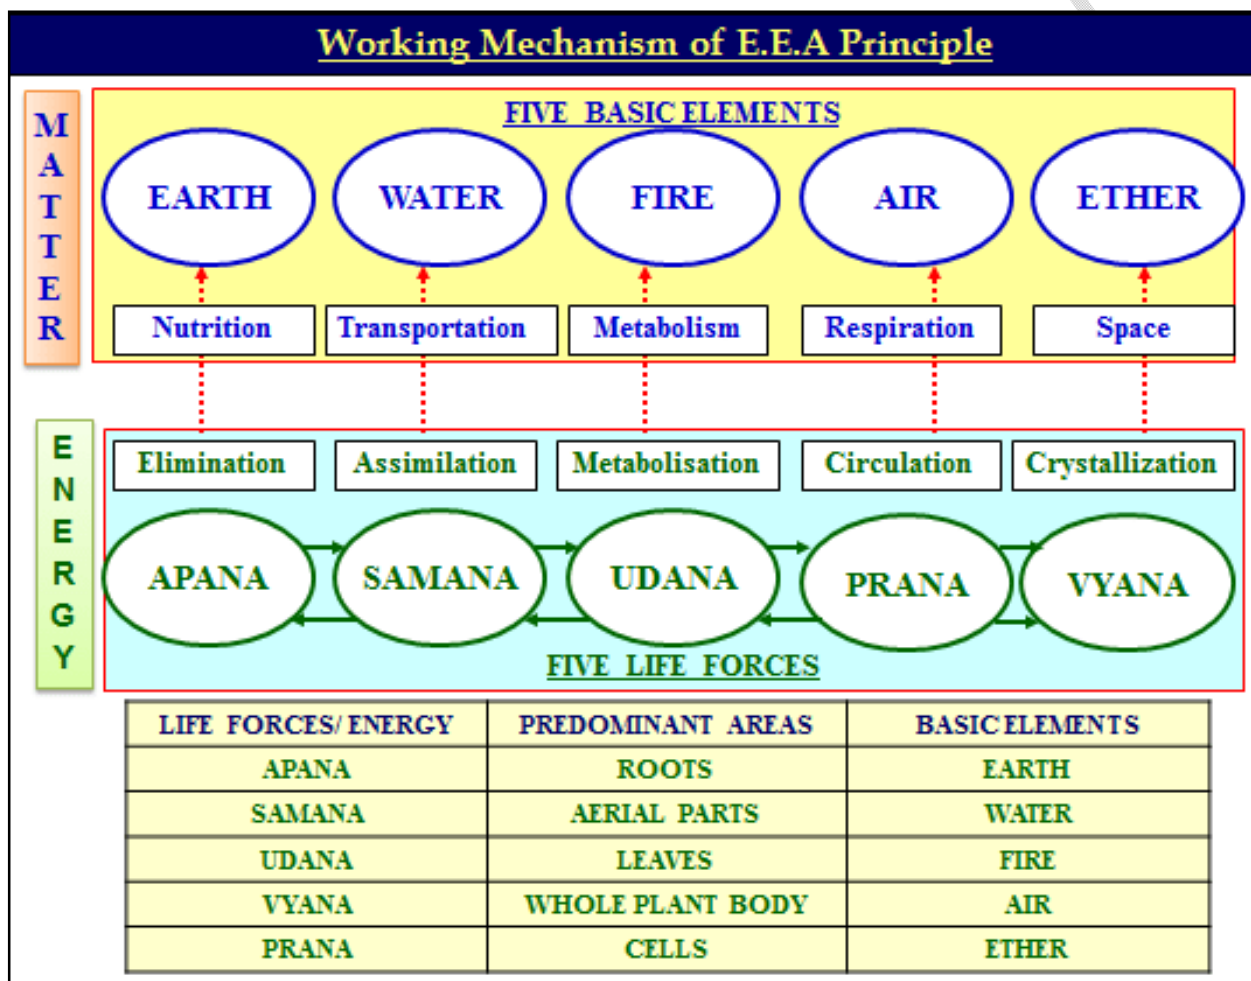 Working Mechanism of E.E.A Principle
MATTER
FIVE BASIC ELEMENTS
EARTH WATER FIRE AIR ETHER
Nutrition Transportation Metabolism Respiration Space
ENERGY
Elimination Assimilation Metabolisation Circulation Crystallization
APANA SAMANA UDANA PRANA VYANA
FIVE LIFE FORCES
LIFE FORCES/ ENERGY PREDOMINANT AREAS BASIC ELEMENTS
APANA ROOTS EARTH
SAMANA AERIAL PARTS WATER
UDANA LEAVES FIRE
VYANA WHOLE PLANT BODY AIR
PRANA CELLS ETHER